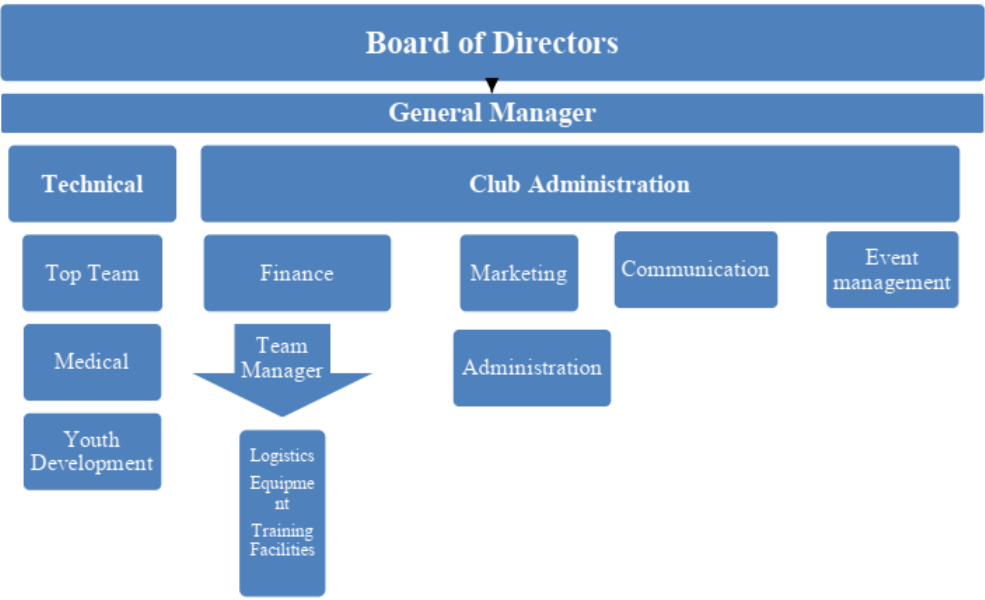 Board of Directors
General Manager
Technical
Club Administration
Top Team
Finance
Marketing
Communication
Event
management
Medical
Team
Manager
Administration
Youth
Development
Logistics
Equipme
nt
Training
Facilities